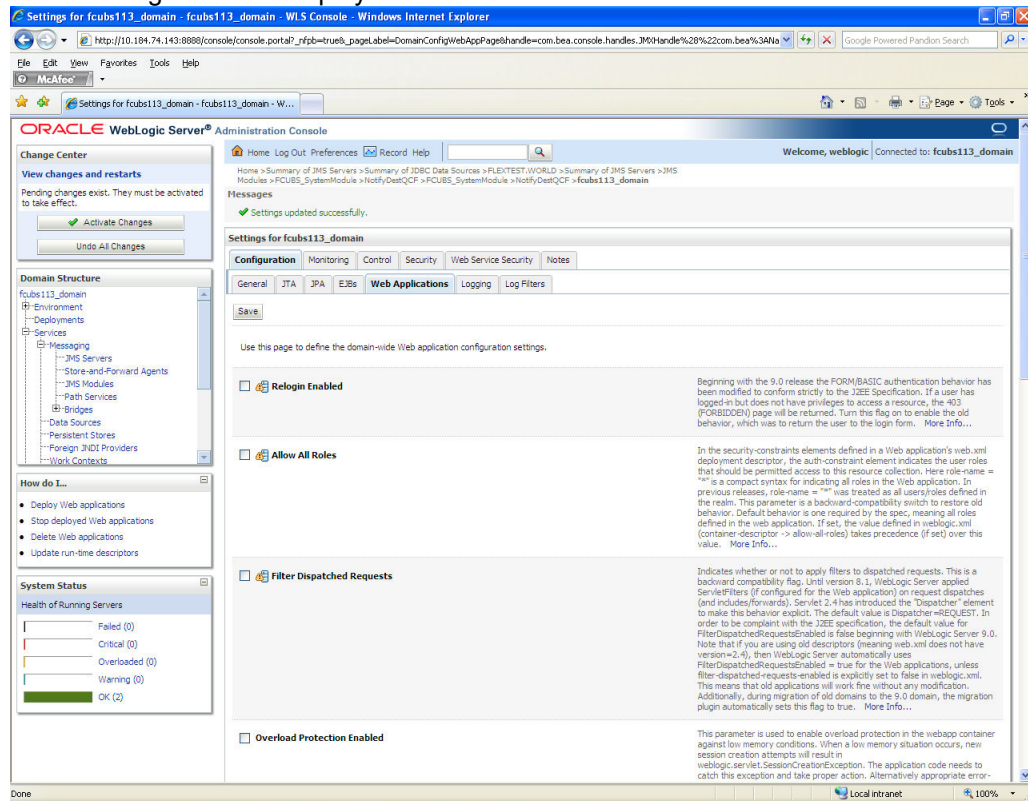 Settings for fcubs113_domain - fcubs113_domain - WLS Console - Windows Internet Explorer
http://10.184.74.143:8888/console/console.portal?_nfpb=true&_pageLabel=DomainConfigWebAppPage&handle=com.bea.console.handles.JMXHandle%28%22com.bea%3ANa
Google Powered Pandion Search
File Edit View Favorites Tools Help
McAfee
Settings for fcubs113_domain - fcubs113_domain - W...
Page Tools
ORACLE WebLogic Server® Administration Console
Change Center
View changes and restarts
Pending changes exist. They must be activated
to take effect.
Activate Changes
Undo All Changes
Domain Structure
fcubs113_domain
Environment
Deployments
Services
Messaging
JMS Servers
Store-and-Forward Agents
JMS Modules
Path Services
Bridges
Data Sources
Persistent Stores
Foreign JNDI Providers
Work Contexts
How do I...
Deploy Web applications
Stop deployed Web applications
Delete Web applications
Update run-time descriptors
System Status
Health of Running Servers
Failed (0)
Critical (0)
Overloaded (0)
Warning (0)
OK (2)
Home Log Out Preferences Record Help
Welcome, weblogic Connected to: fcubs113_domain
Home >Summary of JMS Servers >Summary of JDBC Data Sources >FLEXTEST.WORLD >Summary of JMS Servers >JMS
Modules >FCUBS_SystemModule >NotifyDestQCF >FCUBS_SystemModule >NotifyDestQCF >fcubs113_domain
Messages
Settings updated successfully.
Settings for fcubs113_domain
Configuration Monitoring Control Security Web Service Security Notes
General JTA JPA EJBs Web Applications Logging Log Filters
Save
Use this page to define the domain-wide Web application configuration settings.
Relogin Enabled
Beginning with the 9.0 release the FORM/BASIC authentication behavior has
been modified to conform strictly to the J2EE Specification. If a user has
logged-in but does not have privileges to access a resource, the 403
(FORBIDDEN) page will be returned. Turn this flag on to enable the old
behavior, which was to return the user to the login form. More Info...
Allow All Roles
In the security-constraints elements defined in a Web application's web.xml
deployment descriptor, the auth-constraint element indicates the user roles
that should be permitted access to this resource collection. Here role-name =
"*" is a compact syntax for indicating all roles in the Web application. In
previous releases, role-name = "*" was treated as all users/roles defined in
the realm. This parameter is a backward-compatibility switch to restore old
behavior. Default behavior is one required by the spec, meaning all roles
defined in the web application. If set, the value defined in weblogic.xml
(container-descriptor -> allow-all-roles) takes precedence (if set) over this
value. More Info...
Filter Dispatched Requests
Indicates whether or not to apply filters to dispatched requests. This is a
backward compatibility flag. Until version 8.1, WebLogic Server applied
ServletFilters (if configured for the Web application) on request dispatches
(and includes/forwards). Servlet 2.4 has introduced the "Dispatcher" element
to make this behavior explicit. The default value is Dispatcher=REQUEST. In
order to be complaint with the J2EE specification, the default value for
FilterDispatchedRequestsEnabled is false beginning with WebLogic Server 9.0.
Note that if you are using old descriptors (meaning web.xml does not have
version=2.4), then WebLogic Server automatically uses
FilterDispatchedRequestsEnabled = true for the Web applications, unless
filter-dispatched-requests-enabled is explicitly set to false in weblogic.xml.
This means that old applications will work fine without any modification.
Additionally, during migration of old domains to the 9.0 domain, the migration
plugin automatically sets this flag to true. More Info...
Overload Protection Enabled
This parameter is used to enable overload protection in the webapp container
against low memory conditions. When a low memory situation occurs, new
session creation attempts will result in
weblogic.servlet.SessionCreationException. The application code needs to
catch this exception and take proper action. Alternatively appropriate error-
Done
Local intranet
100%